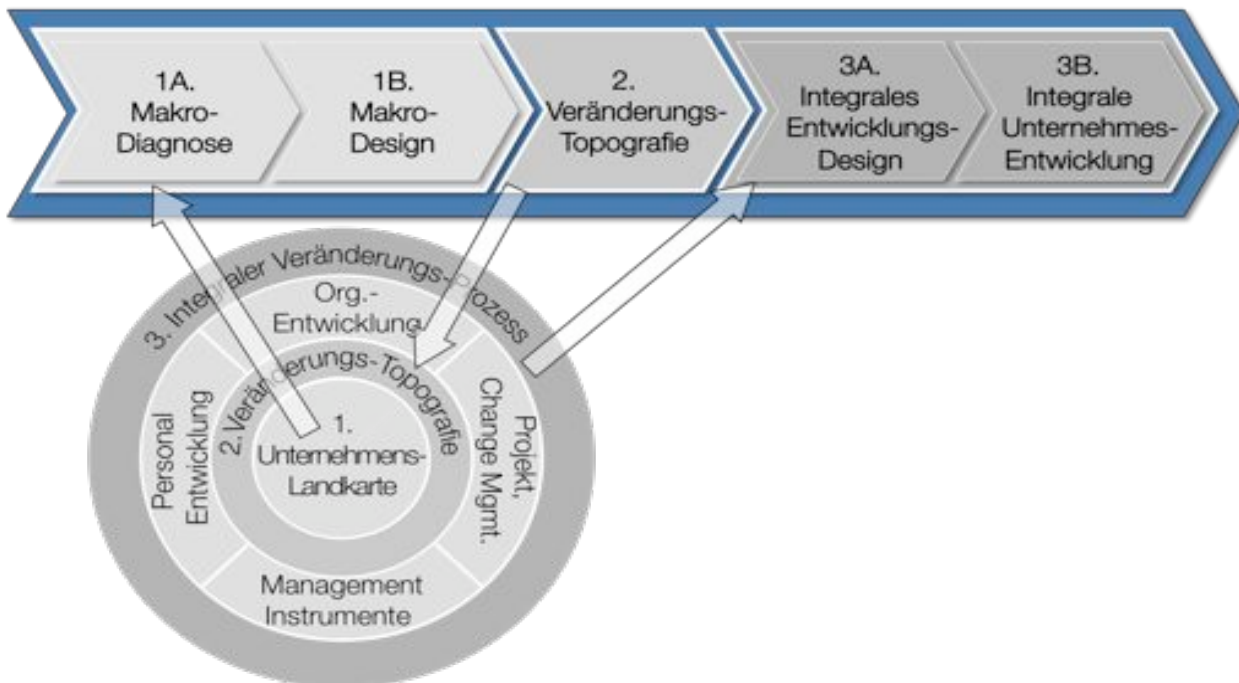 1A.
Makro-
Diagnose
1B.
Makro-
Design
2.
Veränderungs-
Topografie
3A.
Integrales
Entwicklungs-
Design
3B.
Integrale
Unternehmes-
Entwicklung
3. Integraler Veränderungs-Prozess
Org.-
Entwicklung
2.Veränderungs-Topografie
Personal
Entwicklung
1.
Unternehmens-
Landkarte
Projekt,
Change Mgmt.
Management
Instrumente